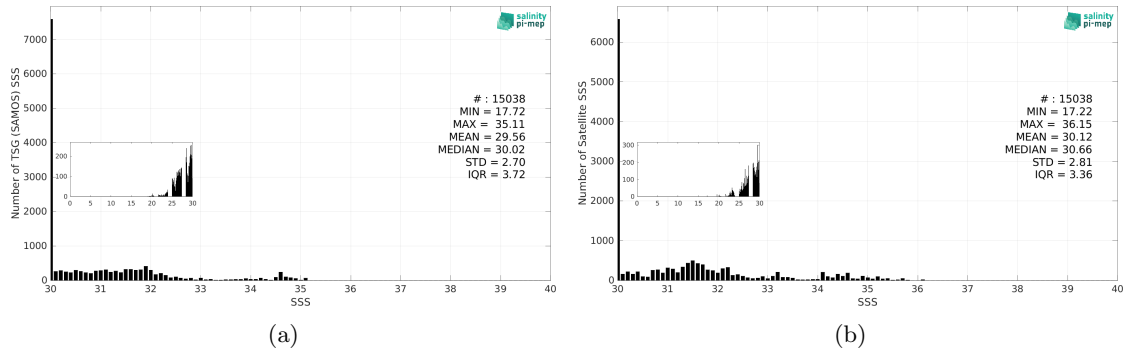 7000
6000
5000
4000
3000
2000
1000
0
Number of TSG (SAMOS) SSS
salinity
pi-mep
# : 15038
MIN = 17.72
MAX = 35.11
MEAN = 29.56
MEDIAN = 30.02
STD = 2.70
IQR = 3.72
200
100
0
0 5 10 15 20 25 30
30 31 32 33 34 35 36 37 38 39 40
SSS
(a)
6000
5000
4000
3000
2000
1000
0
Number of Satellite SSS
salinity
pi-mep
# : 15038
MIN = 17.22
MAX = 36.15
MEAN = 30.12
MEDIAN = 30.66
STD = 2.81
IQR = 3.36
300
200
100
0
0 5 10 15 20 25 30
30 31 32 33 34 35 36 37 38 39 40
SSS
(b)